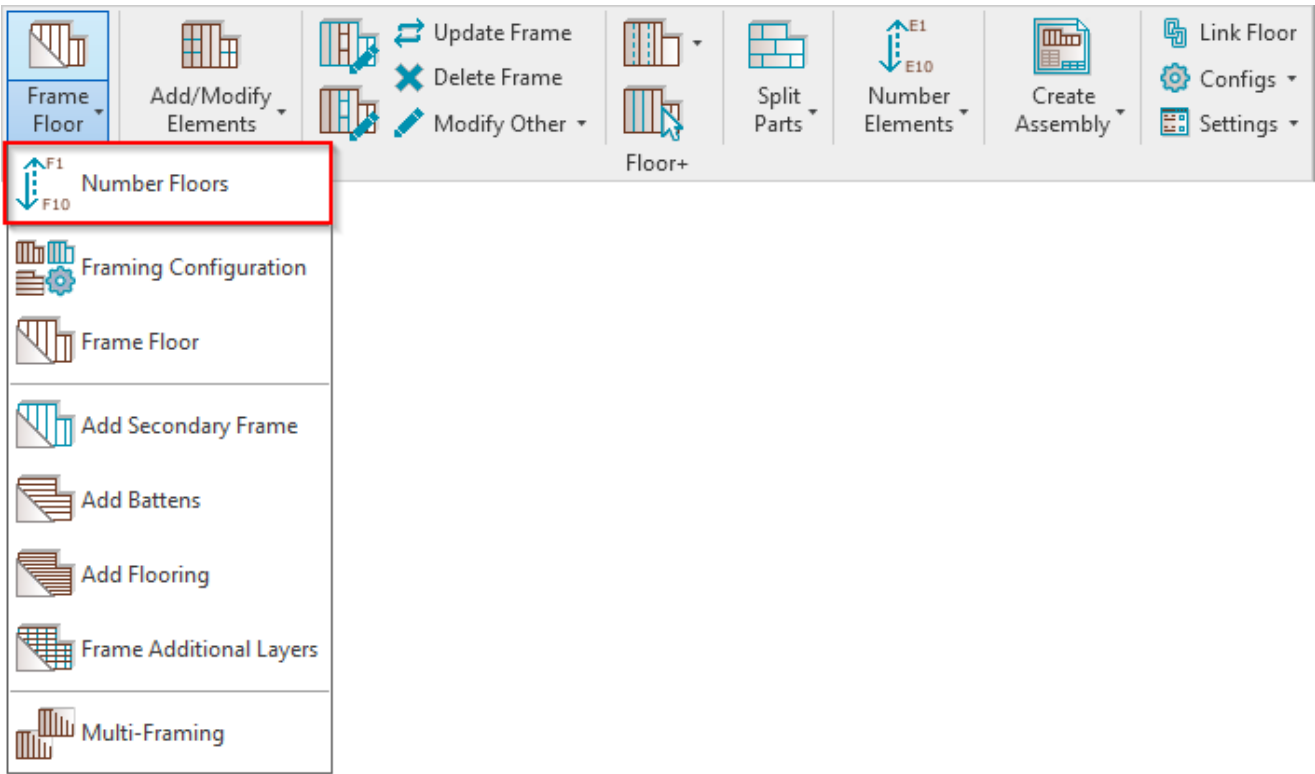 Frame
Floor
Add/Modify
Elements
Update Frame
Delete Frame
Modify Other
Split
Parts
E1
E10
Number
Elements
Create
Assembly
Link Floor
Configs
Settings
Floor+
F1
F10
Number Floors
Framing Configuration
Frame Floor
Add Secondary Frame
Add Battens
Add Flooring
Frame Additional Layers
Multi-Framing